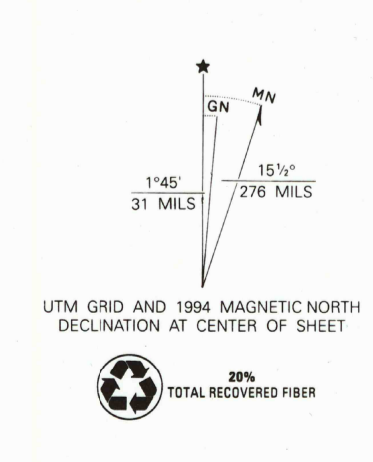 ★
MN
GN
1°45'
31 MILS
15½°
276 MILS
UTM GRID AND 1994 MAGNETIC NORTH
DECLINATION AT CENTER OF SHEET
20%
TOTAL RECOVERED FIBER